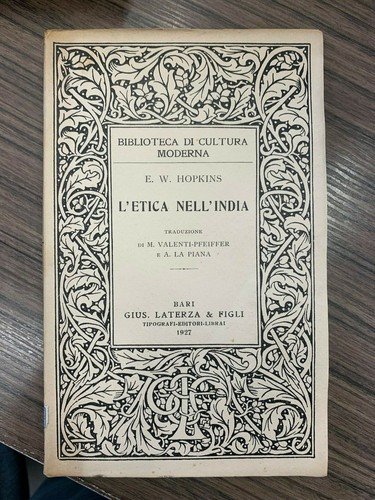 BIBLIOTECA DI CULTURA
MODERNA
E. W. HOPKINS
L'ETICA NELL'INDIA
TRADUZIONE
DI M. VALENTI-PFEIFFER
E A. LA PIANA
BARI
GIUS. LATERZA & FIGLI
TIPOGRAFI-EDITORI-LIBRAI
1927